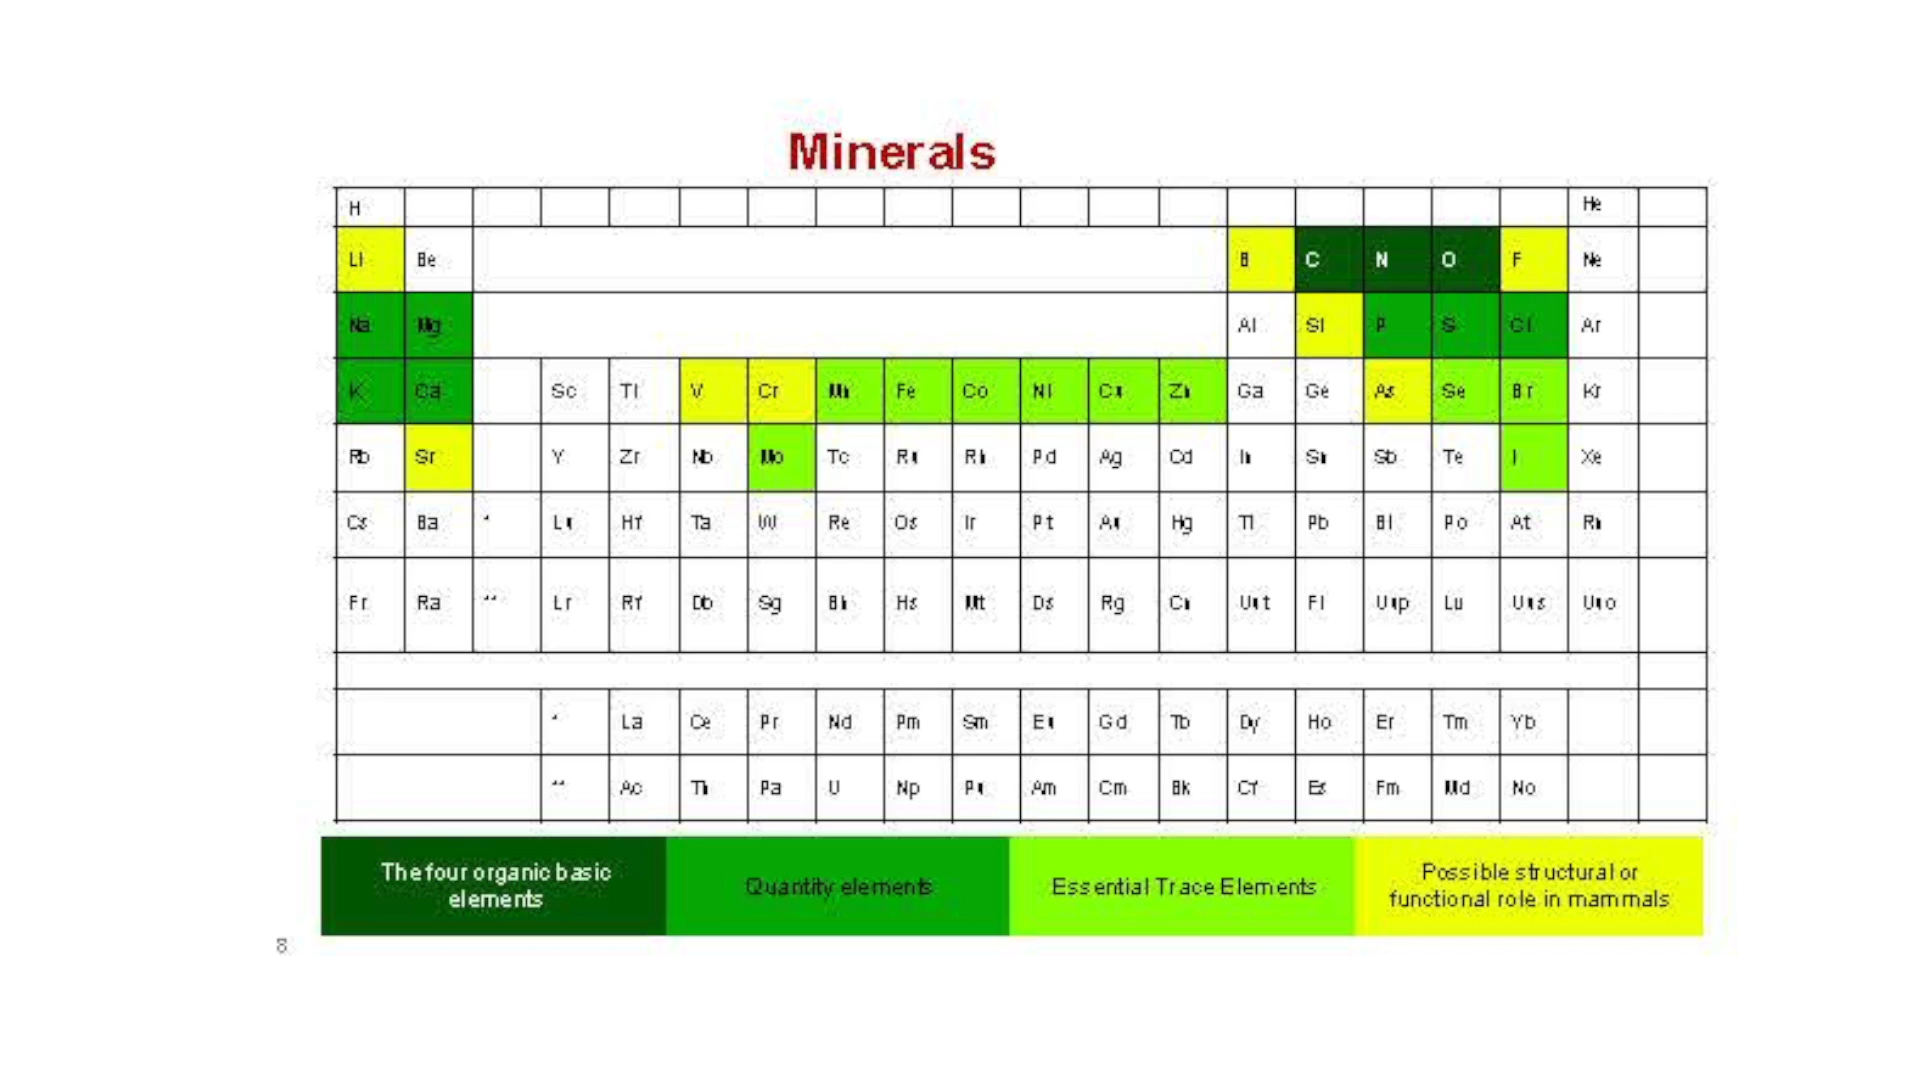 Minerals
H He
Li Be B C N O F Ne
Na Mg Al Si P S Cl Ar
K Ca Sc Ti V Cr Mn Fe Co Ni Cu Zn Ga Ge As Se Br Kr
Rb Sr Y Zr Nb Mo Tc Ru Rh Pd Ag Cd In Sn Sb Te I Xe
Cs Ba * Lu Hf Ta W Re Os Ir Pt Au Hg Tl Pb Bi Po At Rn
Fr Ra ** Lr Rf Db Sg Bh Hs Mt Ds Rg Cn Uut Fl Uup Lu Uus Uuo
* La Ce Pr Nd Pm Sm Eu Gd Tb Dy Ho Er Tm Yb
** Ac Th Pa U Np Pu Am Cm Bk Cf Es Fm Md No
The four organic basic
elements
Quantity elements
Essential Trace Elements
Possible structural or
functional role in mammals
8